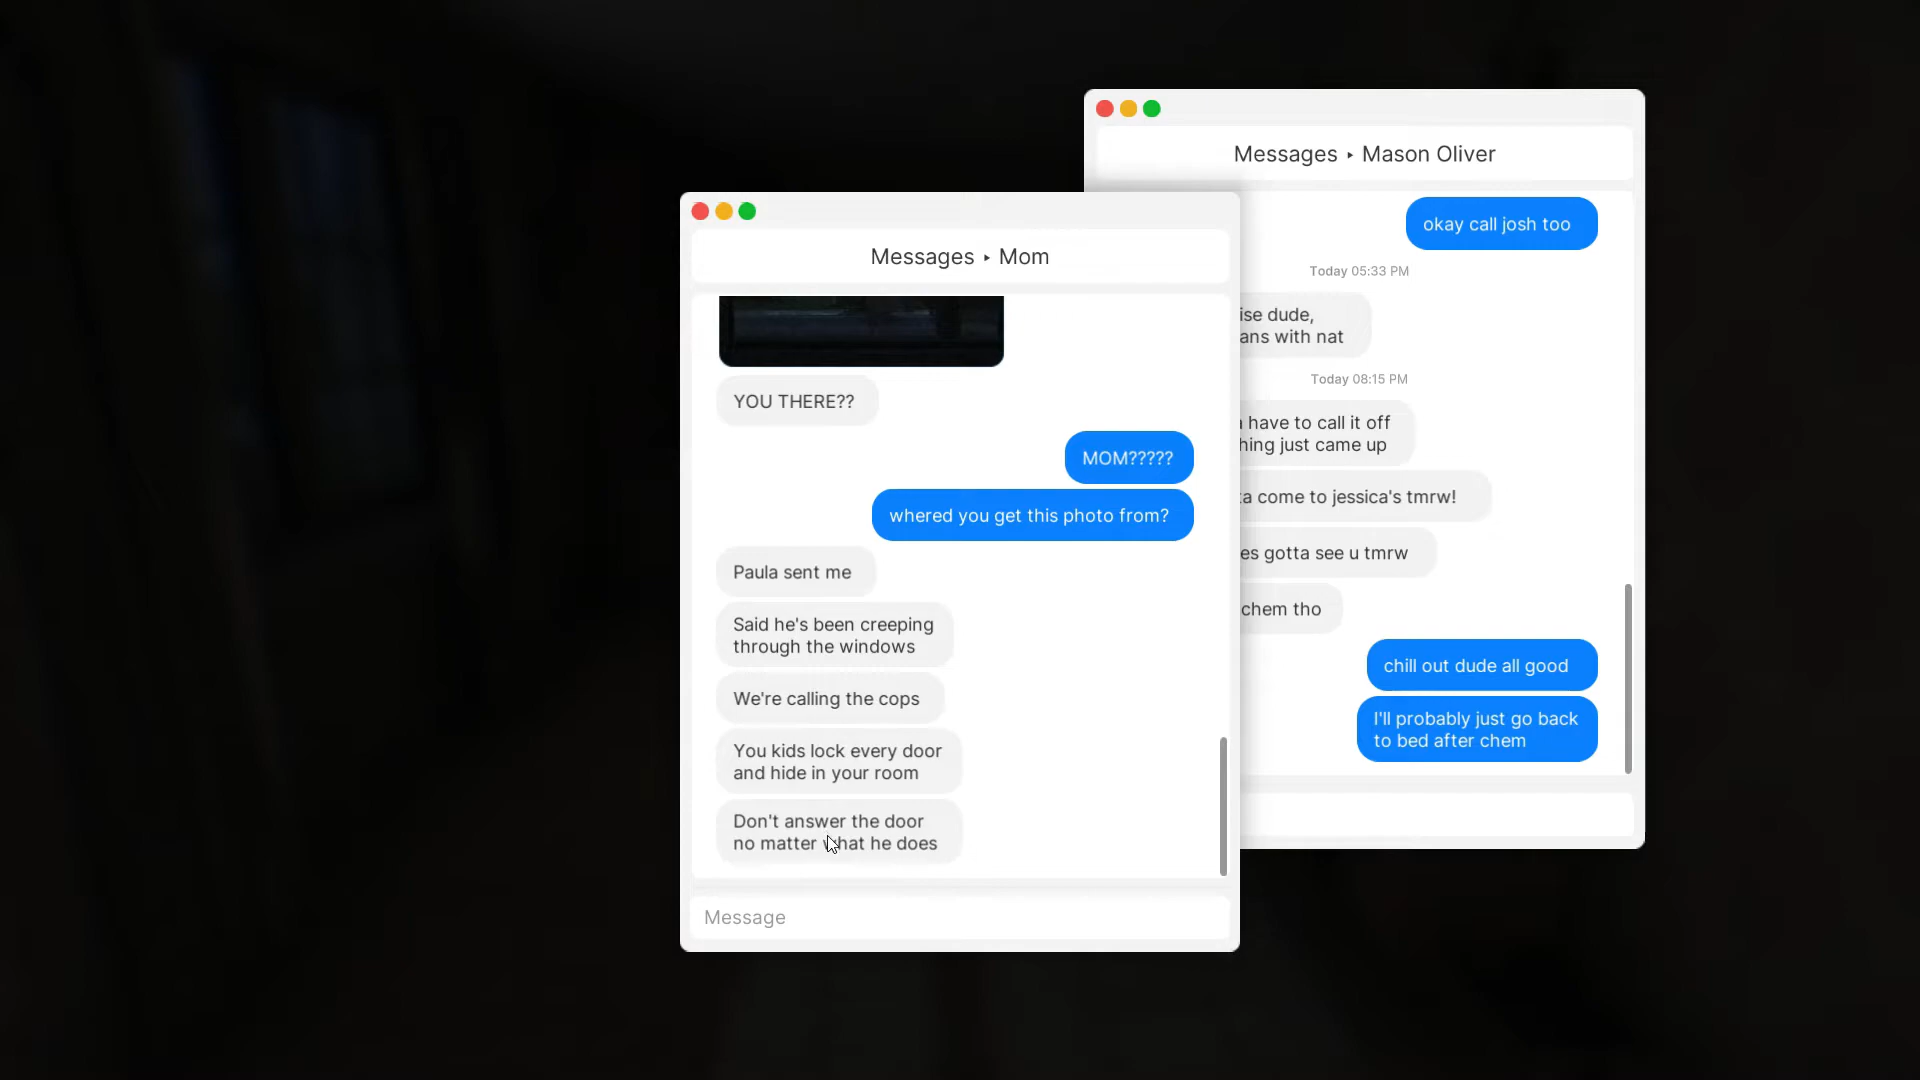 Messages ▸ Mason Oliver
okay call josh too
Today 05:33 PM
ise dude,
ans with nat
Today 08:15 PM
have to call it off
hing just came up
ta come to jessica's tmrw!
es gotta see u tmrw
chem tho
chill out dude all good
I'll probably just go back
to bed after chem
Messages ▸ Mom
YOU THERE??
MOM?????
whered you get this photo from?
Paula sent me
Said he's been creeping
through the windows
We're calling the cops
You kids lock every door
and hide in your room
Don't answer the door
no matter what he does
Message